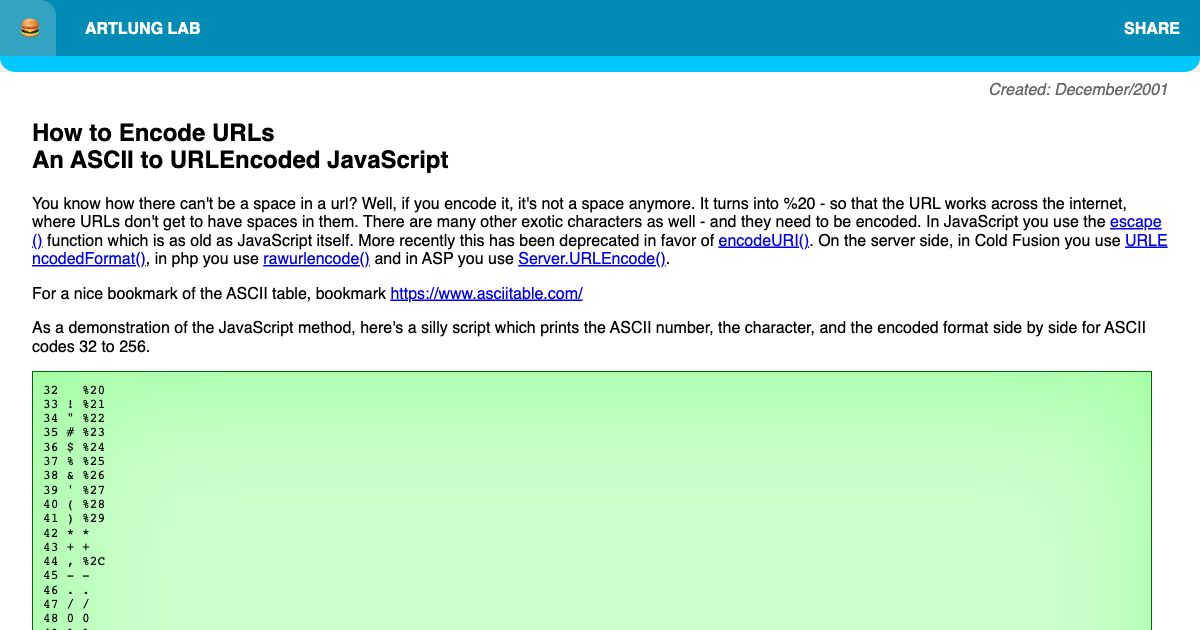 ARTLUNG LAB
SHARE
Created: December/2001
How to Encode URLs
An ASCII to URLEncoded JavaScript
You know how there can't be a space in a url? Well, if you encode it, it's not a space anymore. It turns into %20 - so that the URL works across the internet,
where URLs don't get to have spaces in them. There are many other exotic characters as well - and they need to be encoded. In JavaScript you use the escape
() function which is as old as JavaScript itself. More recently this has been deprecated in favor of encodeURI(). On the server side, in Cold Fusion you use URLE
ncodedFormat(), in php you use rawurlencode() and in ASP you use Server.URLEncode().
For a nice bookmark of the ASCII table, bookmark https://www.asciitable.com/
As a demonstration of the JavaScript method, here's a silly script which prints the ASCII number, the character, and the encoded format side by side for ASCII
codes 32 to 256.
32   %20
33 ! %21
34 " %22
35 # %23
36 $ %24
37 % %25
38 & %26
39 ' %27
40 ( %28
41 ) %29
42 * *
43 + +
44 , %2C
45 - -
46 . .
47 / /
48 0 0